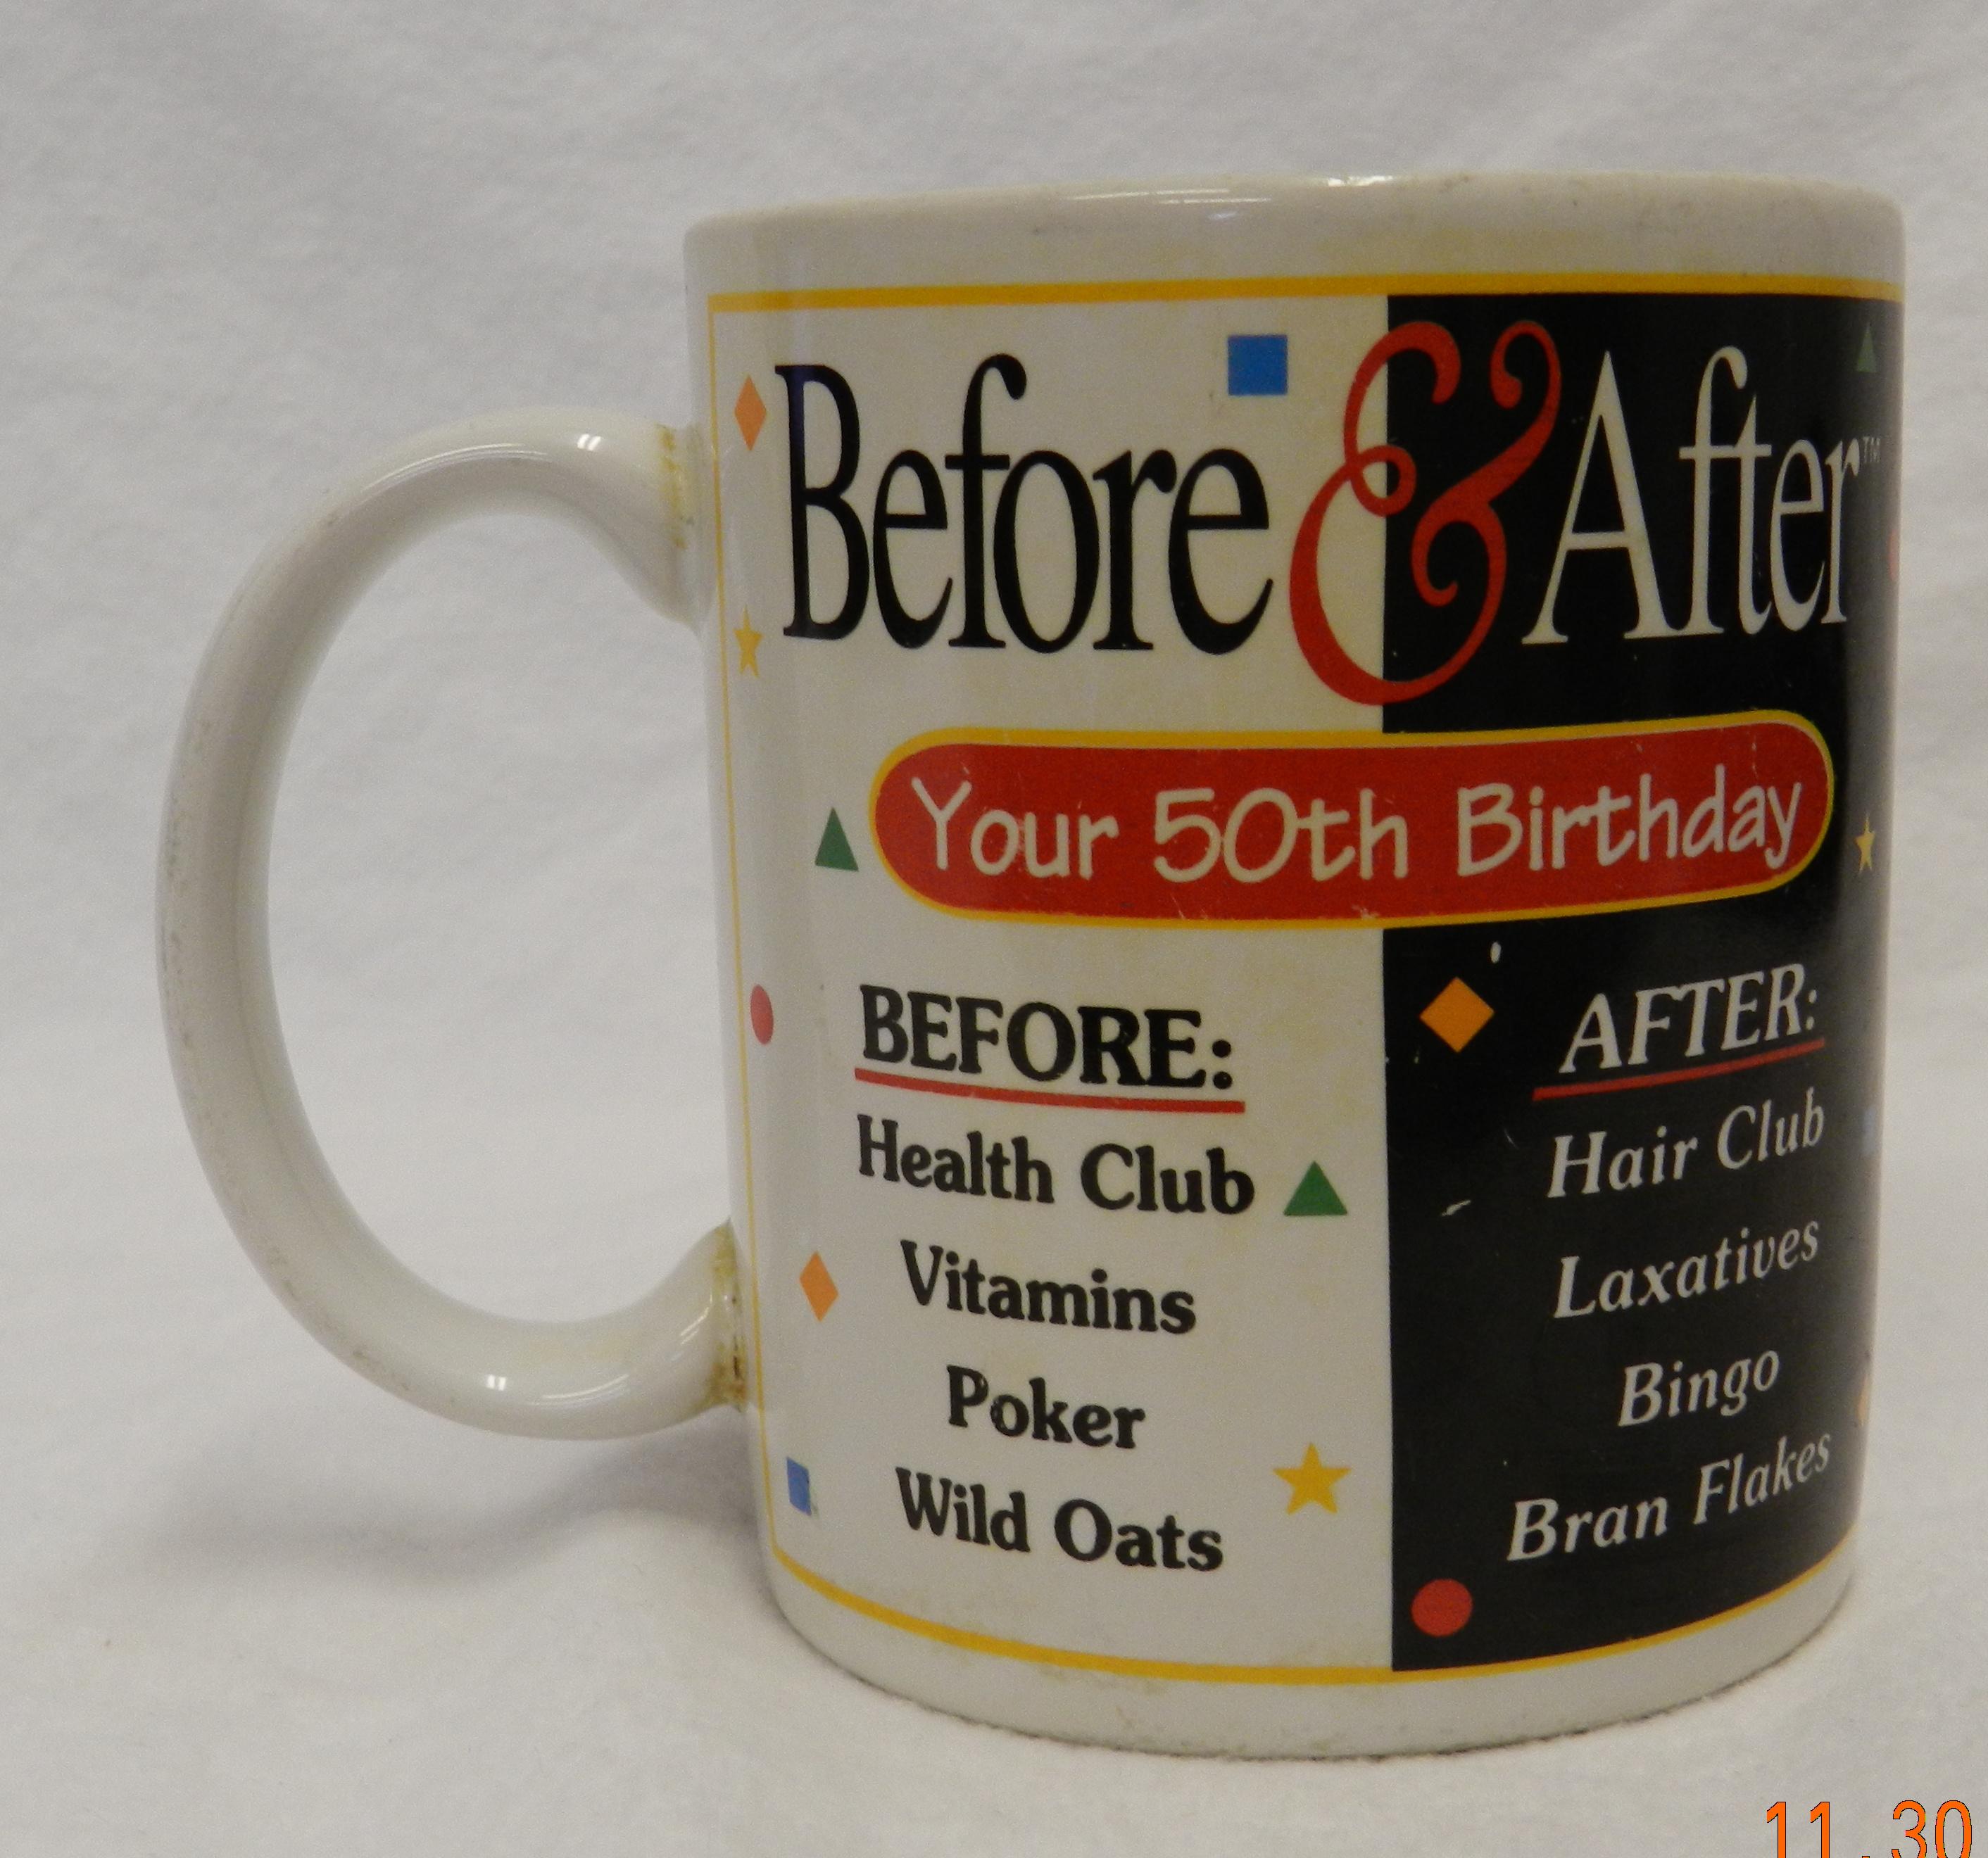 Before & After™
Your 50th Birthday
BEFORE:
Health Club
Vitamins
Poker
Wild Oats
AFTER:
Hair Club
Laxatives
Bingo
Bran Flakes
11.30